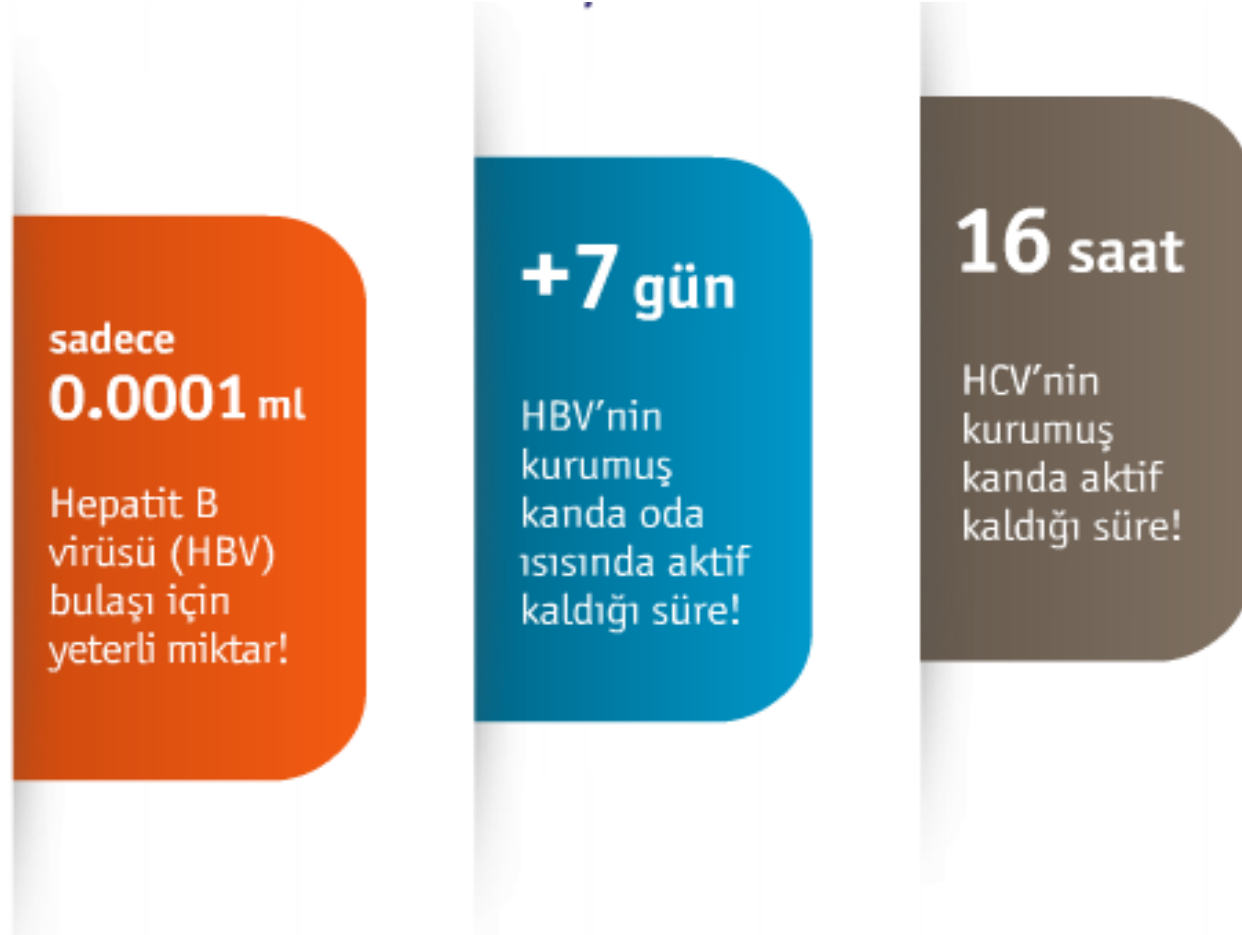 sadece
0.0001 ml
Hepatit B
virüsü (HBV)
bulaşı için
yeterli miktar!
+7 gün
HBV’nin
kurumuş
kanda oda
ısısında aktif
kaldığı süre!
16 saat
HCV’nin
kurumuş
kanda aktif
kaldığı süre!